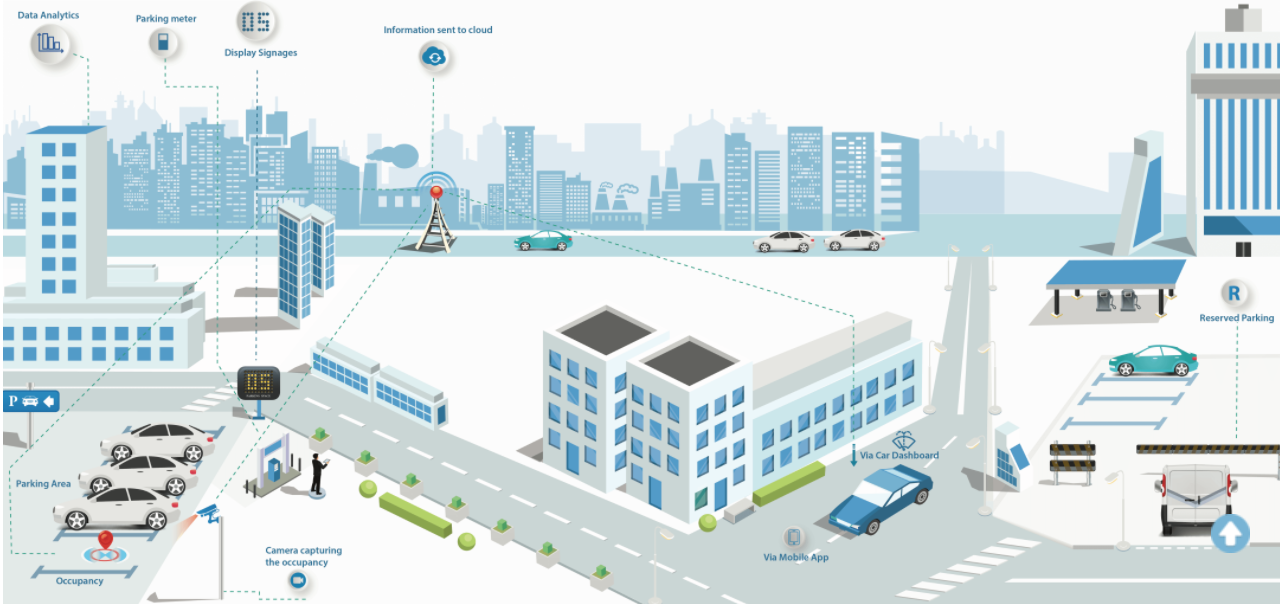 Data Analytics
Parking meter
05
Display Signages
Information sent to cloud
R
Reserved Parking
05
P
Via Car Dashboard
Parking Area
Via Mobile App
Camera capturing
the occupancy
Occupancy